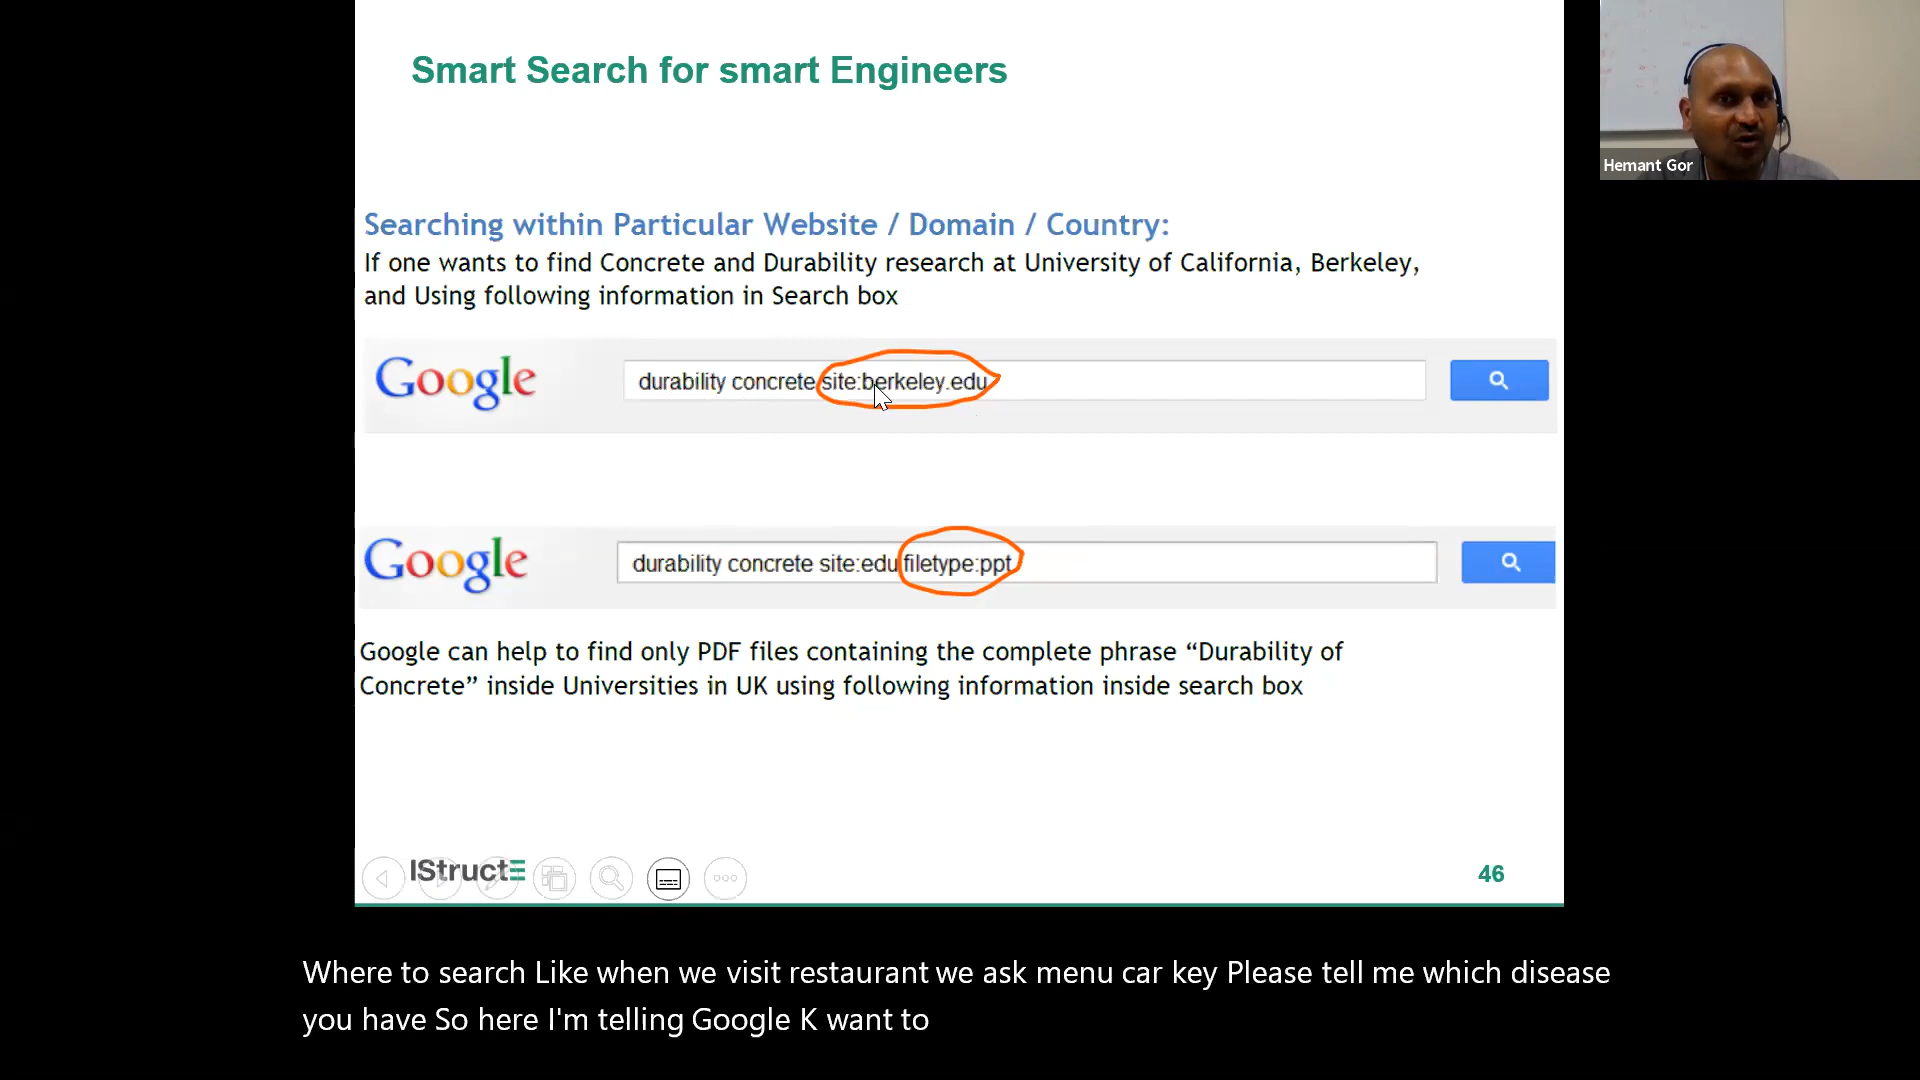 Smart Search for smart Engineers
Hemant Gor
Searching within Particular Website / Domain / Country:
If one wants to find Concrete and Durability research at University of California, Berkeley,
and Using following information in Search box
Google durability concrete site:berkeley.edu
Google durability concrete site:edu filetype:ppt
Google can help to find only PDF files containing the complete phrase “Durability of
Concrete” inside Universities in UK using following information inside search box
IStructE
46
Where to search Like when we visit restaurant we ask menu car key Please tell me which disease
you have So here I'm telling Google K want to